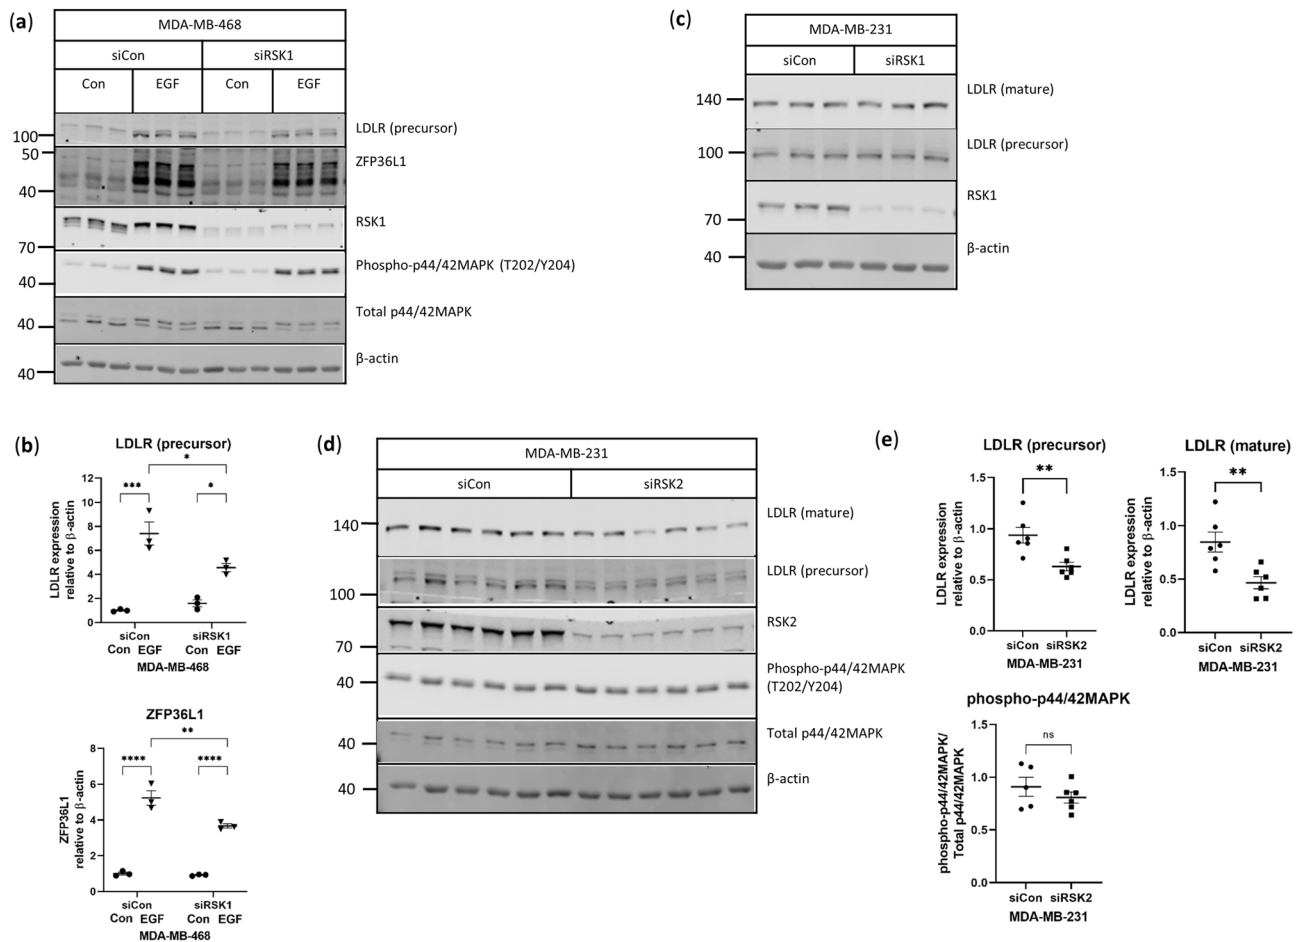 (a)
MDA-MB-468
siCon siRSK1
Con EGF Con EGF
100 LDLR (precursor)
50 ZFP36L1
40
RSK1
70
Phospho-p44/42MAPK (T202/Y204)
40
Total p44/42MAPK
40
β-actin
40
(c)
MDA-MB-231
siCon siRSK1
140 LDLR (mature)
100 LDLR (precursor)
RSK1
70
40 β-actin
(b)
LDLR (precursor)
*
*** *
LDLR expression
relative to β-actin
12
10
8
6
4
2
0
siCon siRSK1
Con EGF Con EGF
MDA-MB-468
ZFP36L1
**
**** ****
ZFP36L1
relative to β-actin
8
6
4
2
0
siCon siRSK1
Con EGF Con EGF
MDA-MB-468
(d)
MDA-MB-231
siCon siRSK2
140 LDLR (mature)
LDLR (precursor)
100
RSK2
70
40 Phospho-p44/42MAPK
(T202/Y204)
40 Total p44/42MAPK
40 β-actin
(e)
LDLR (precursor)
**
LDLR expression
relative to β-actin
1.5
1.0
0.5
0.0
siCon siRSK2
MDA-MB-231
LDLR (mature)
**
LDLR expression
relative to β-actin
1.5
1.0
0.5
0.0
siCon siRSK2
MDA-MB-231
phospho-p44/42MAPK
ns
phospho-p44/42MAPK/
Total p44/42MAPK
1.5
1.0
0.5
0.0
siCon siRSK2
MDA-MB-231